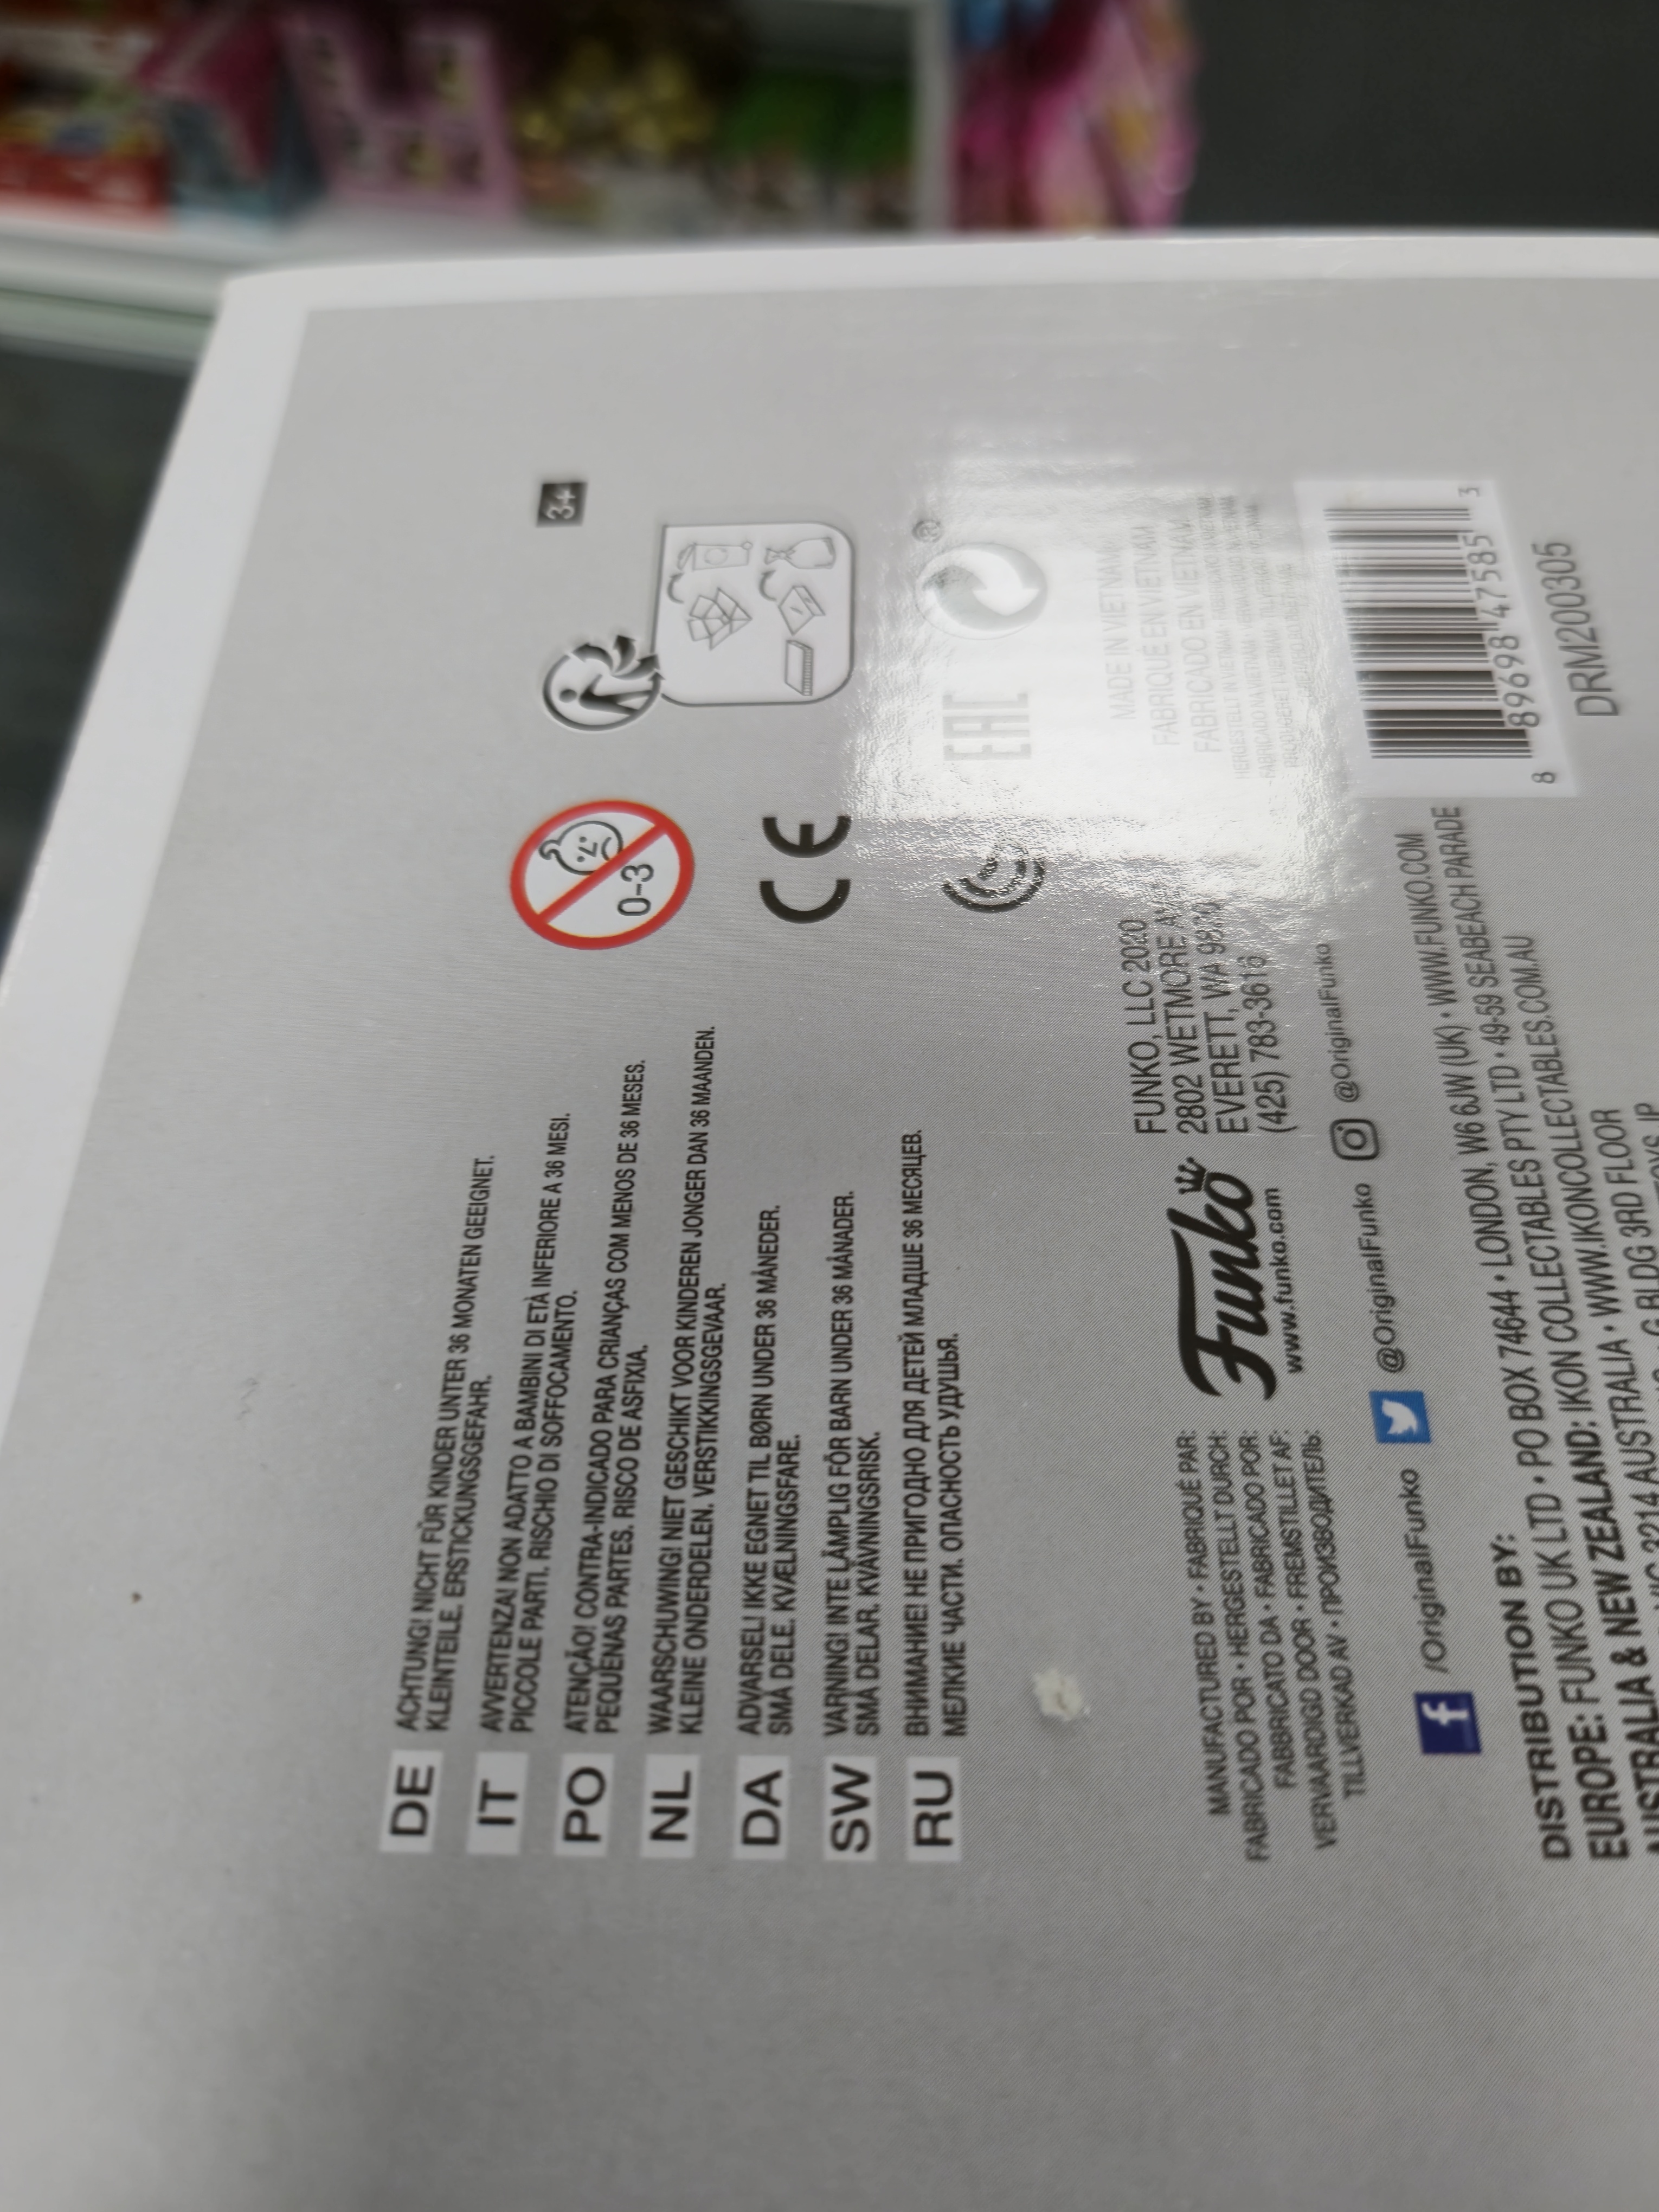 3+
DE
ACHTUNG! NICHT FÜR KINDER UNTER 36 MONATEN GEEIGNET.
KLEINTEILE. ERSTICKUNGSGEFAHR.
IT
AVVERTENZA! NON ADATTO A BAMBINI DI ETÀ INFERIORE A 36 MESI.
PICCOLE PARTI. RISCHIO DI SOFFOCAMENTO.
PO
ATENÇÃO! CONTRA-INDICADO PARA CRIANÇAS COM MENOS DE 36 MESES.
PEQUENAS PARTES. RISCO DE ASFIXIA.
NL
WAARSCHUWING! NIET GESCHIKT VOOR KINDEREN JONGER DAN 36 MAANDEN.
KLEINE ONDERDELEN. VERSTIKKINGSGEVAAR.
DA
ADVARSEL! IKKE EGNET TIL BØRN UNDER 36 MÅNEDER.
SMÅ DELE. KVÆLNINGSFARE.
SW
VARNING! INTE LÄMPLIG FÖR BARN UNDER 36 MÅNADER.
SMÅ DELAR. KVÄVNINGSRISK.
RU
ВНИМАНИЕ! НЕ ПРИГОДНО ДЛЯ ДЕТЕЙ МЛАДШЕ 36 МЕСЯЦЕВ.
МЕЛКИЕ ЧАСТИ. ОПАСНОСТЬ УДУШЬЯ.
0-3
CE
EAC
®
MADE IN VIETNAM
FABRIQUÉ EN VIETNAM
FABRICADO EN VIETNAM
MANUFACTURED BY • FABRIQUÉ PAR:
FABRICADO POR • HERGESTELLT DURCH:
FABBRICATO DA • FABRICADO POR:
VERVAARDIGD DOOR • FREMSTILLET AF:
TILLVERKAD AV • ПРОИЗВОДИТЕЛЬ:
Funko
www.funko.com
FUNKO, LLC 2020
2802 WETMORE
EVERETT, WA
(425) 783-3616
/OriginalFunko
@OriginalFunko
@OriginalFunko
8 89698 47585 3
DRM200305
DISTRIBUTION BY:
EUROPE: FUNKO UK LTD • PO BOX 74644 • LONDON, W6 6JW (UK) • WWW.FUNKO.COM
AUSTRALIA & NEW ZEALAND: IKON COLLECTABLES PTY LTD • 49-59 SEABEACH PARADE
3214 AUSTRALIA • WWW.IKONCOLLECTABLES.COM.AU
BLDG 3RD FLOOR